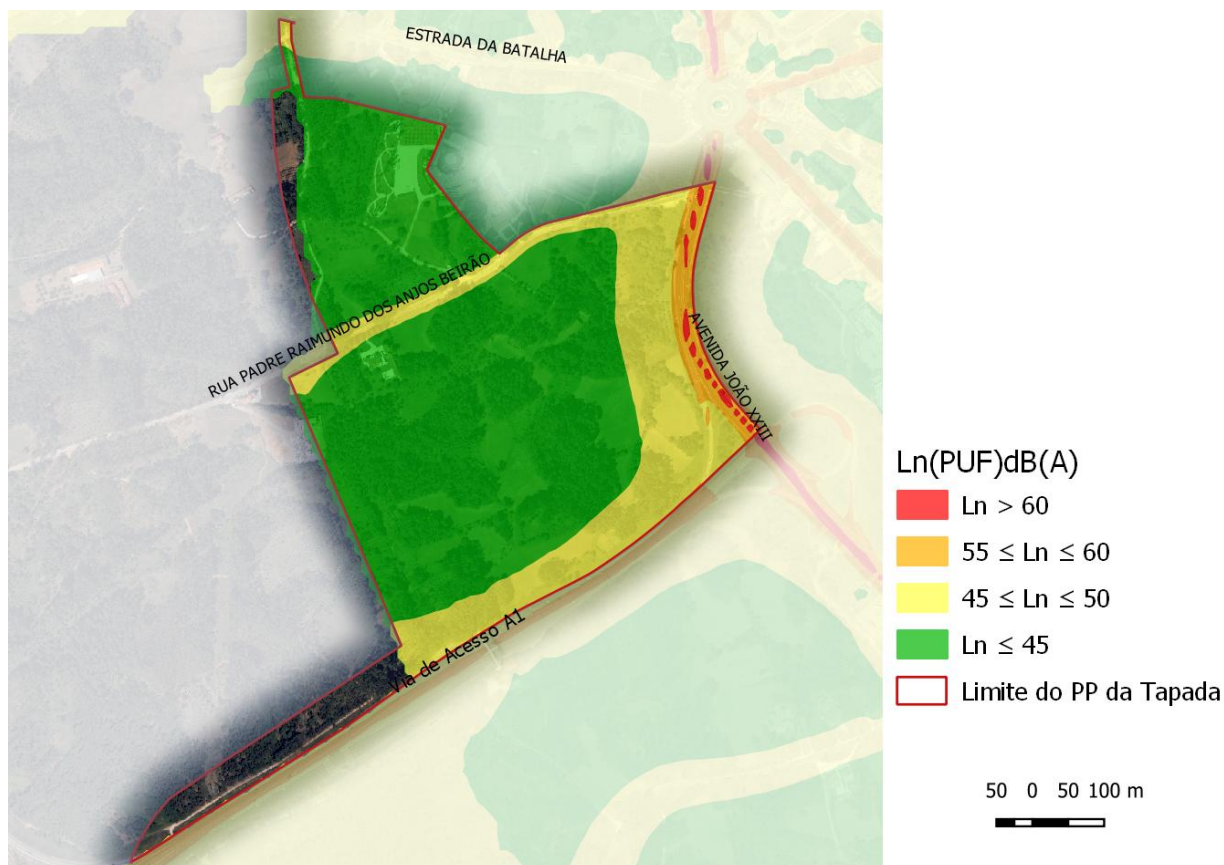 ESTRADA DA BATALHA
RUA PADRE RAIMUNDO DOS ANJOS BEIRÃO
AVENIDA JOÃO XXIII
Via de Acesso A1
Ln(PUF)dB(A)
Ln > 60
55 ≤ Ln ≤ 60
45 ≤ Ln ≤ 50
Ln ≤ 45
Limite do PP da Tapada
50 0 50 100 m